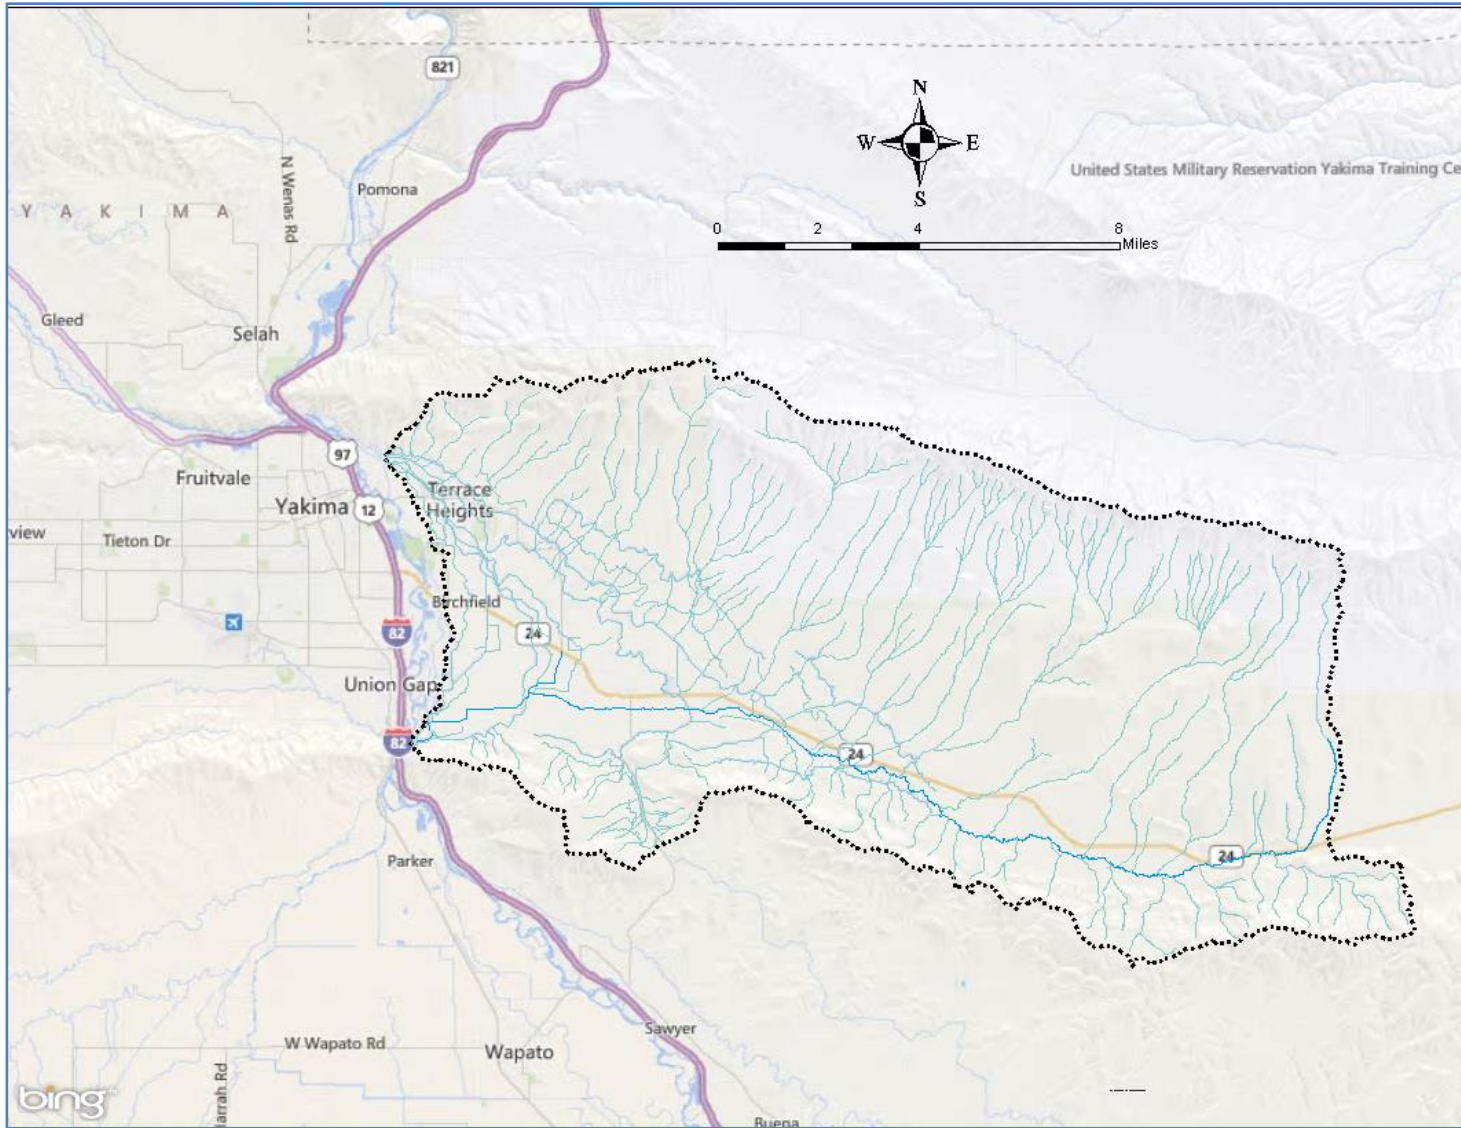 821
N
W E
S
United States Military Reservation Yakima Training Ce
Pomona
N Wenas Rd
Y A K I M A
0 2 4 8
Miles
Gleed
Selah
97
Fruitvale
Terrace
Heights
Yakima
12
view
Tieton Dr
Birchfield
82
24
Union Gap
82
24
24
Parker
Sawyer
W Wapato Rd
Wapato
Harrah Rd
bing
Buena